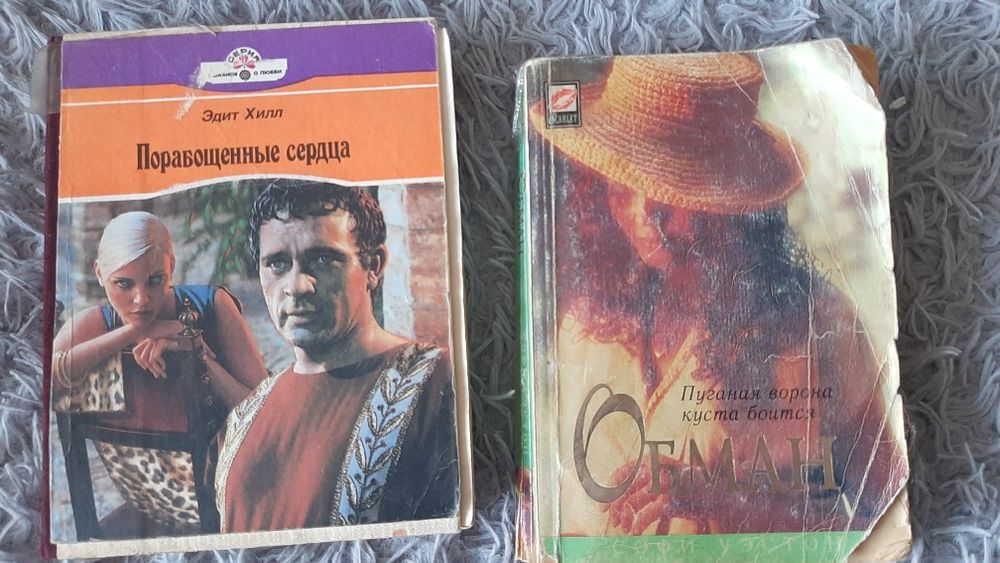 СЕРИЯ
РОМАНОВ О ЛЮБВИ
Эдит Хилл
Порабощенные сердца
SCARLET
Пуганая ворона
куста боится
ОБМАН